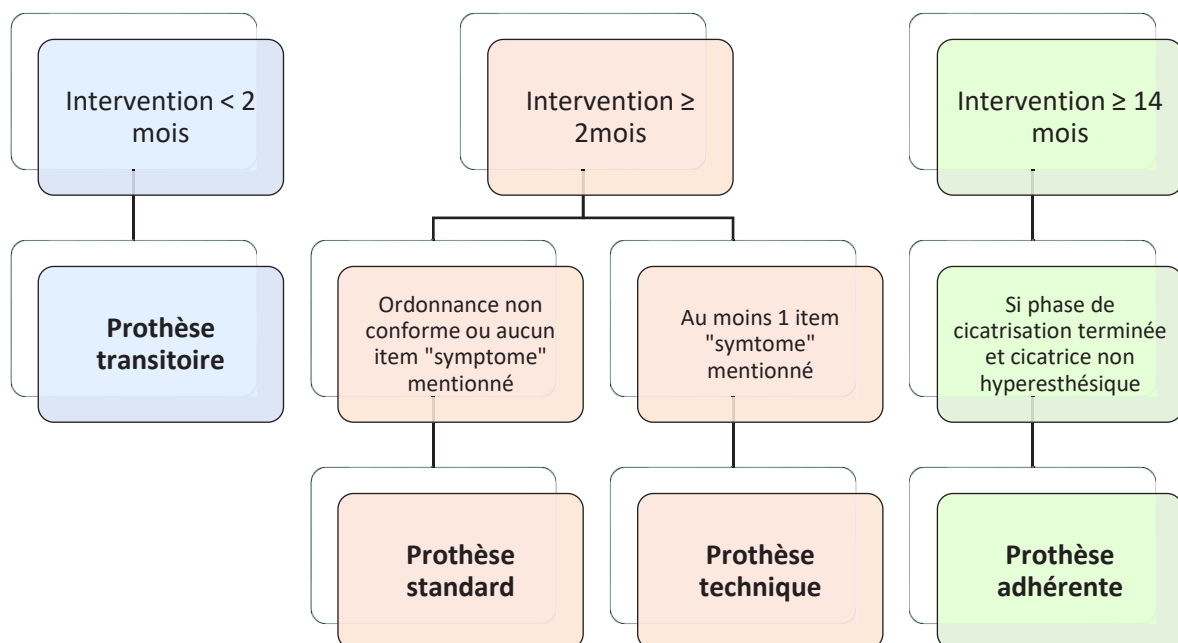 Intervention < 2
mois
Intervention ≥
2mois
Intervention ≥ 14
mois
Prothèse
transitoire
Ordonnance non
conforme ou aucun
item "symptome"
mentionné
Au moins 1 item
"symtome"
mentionné
Si phase de
cicatrisation terminée
et cicatrice non
hyperesthésique
Prothèse
standard
Prothèse
technique
Prothèse
adhérente